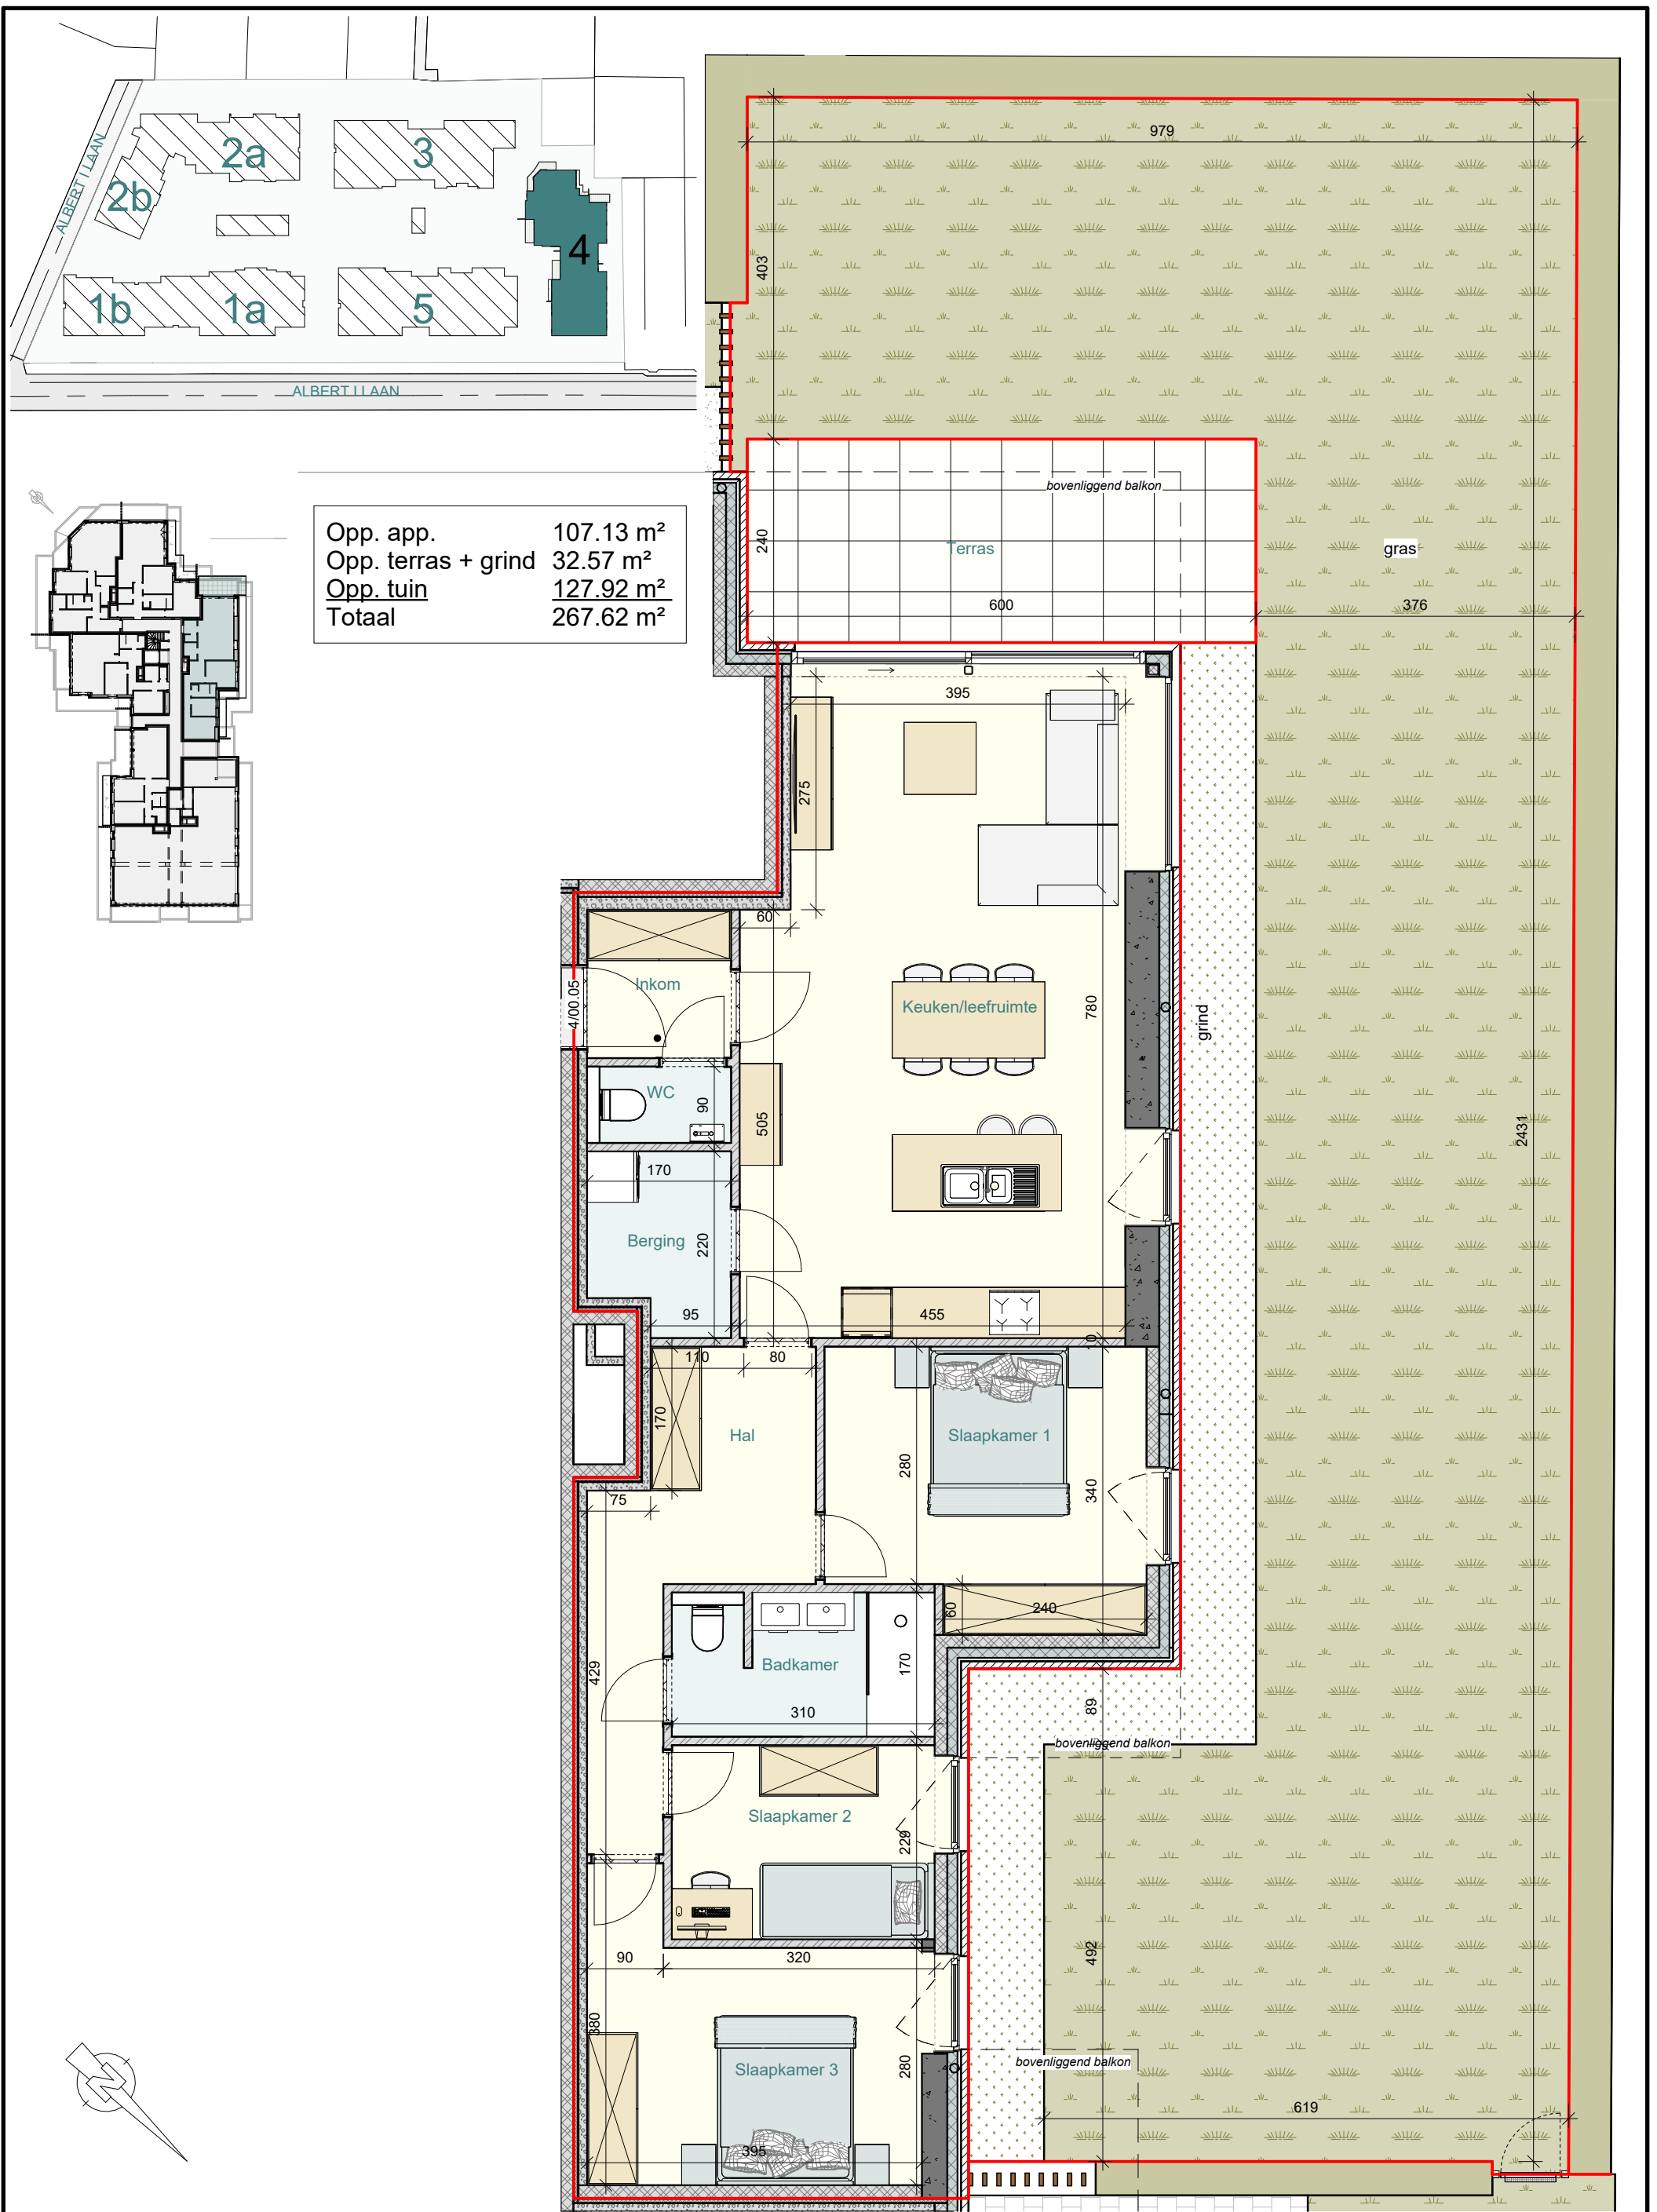 2a
3
2b
4
1b
1a
5
ALBERT I LAAN
ALBERT I LAAN
Opp. app. 107.13 m²
Opp. terras + grind 32.57 m²
Opp. tuin 127.92 m²
Totaal 267.62 m²
979
403
bovenliggend balkon
240
Terras
gras
600
376
395
275
60
Inkom
4/00.05
Keuken/leefruimte
780
grind
WC
90
505
2431
170
Berging
220
95
455
10
110
80
170
Hal
280
Slaapkamer 1
340
75
60
240
429
Badkamer
170
310
89
bovenliggend balkon
Slaapkamer 2
229
90
320
492
380
Slaapkamer 3
280
bovenliggend balkon
619
395